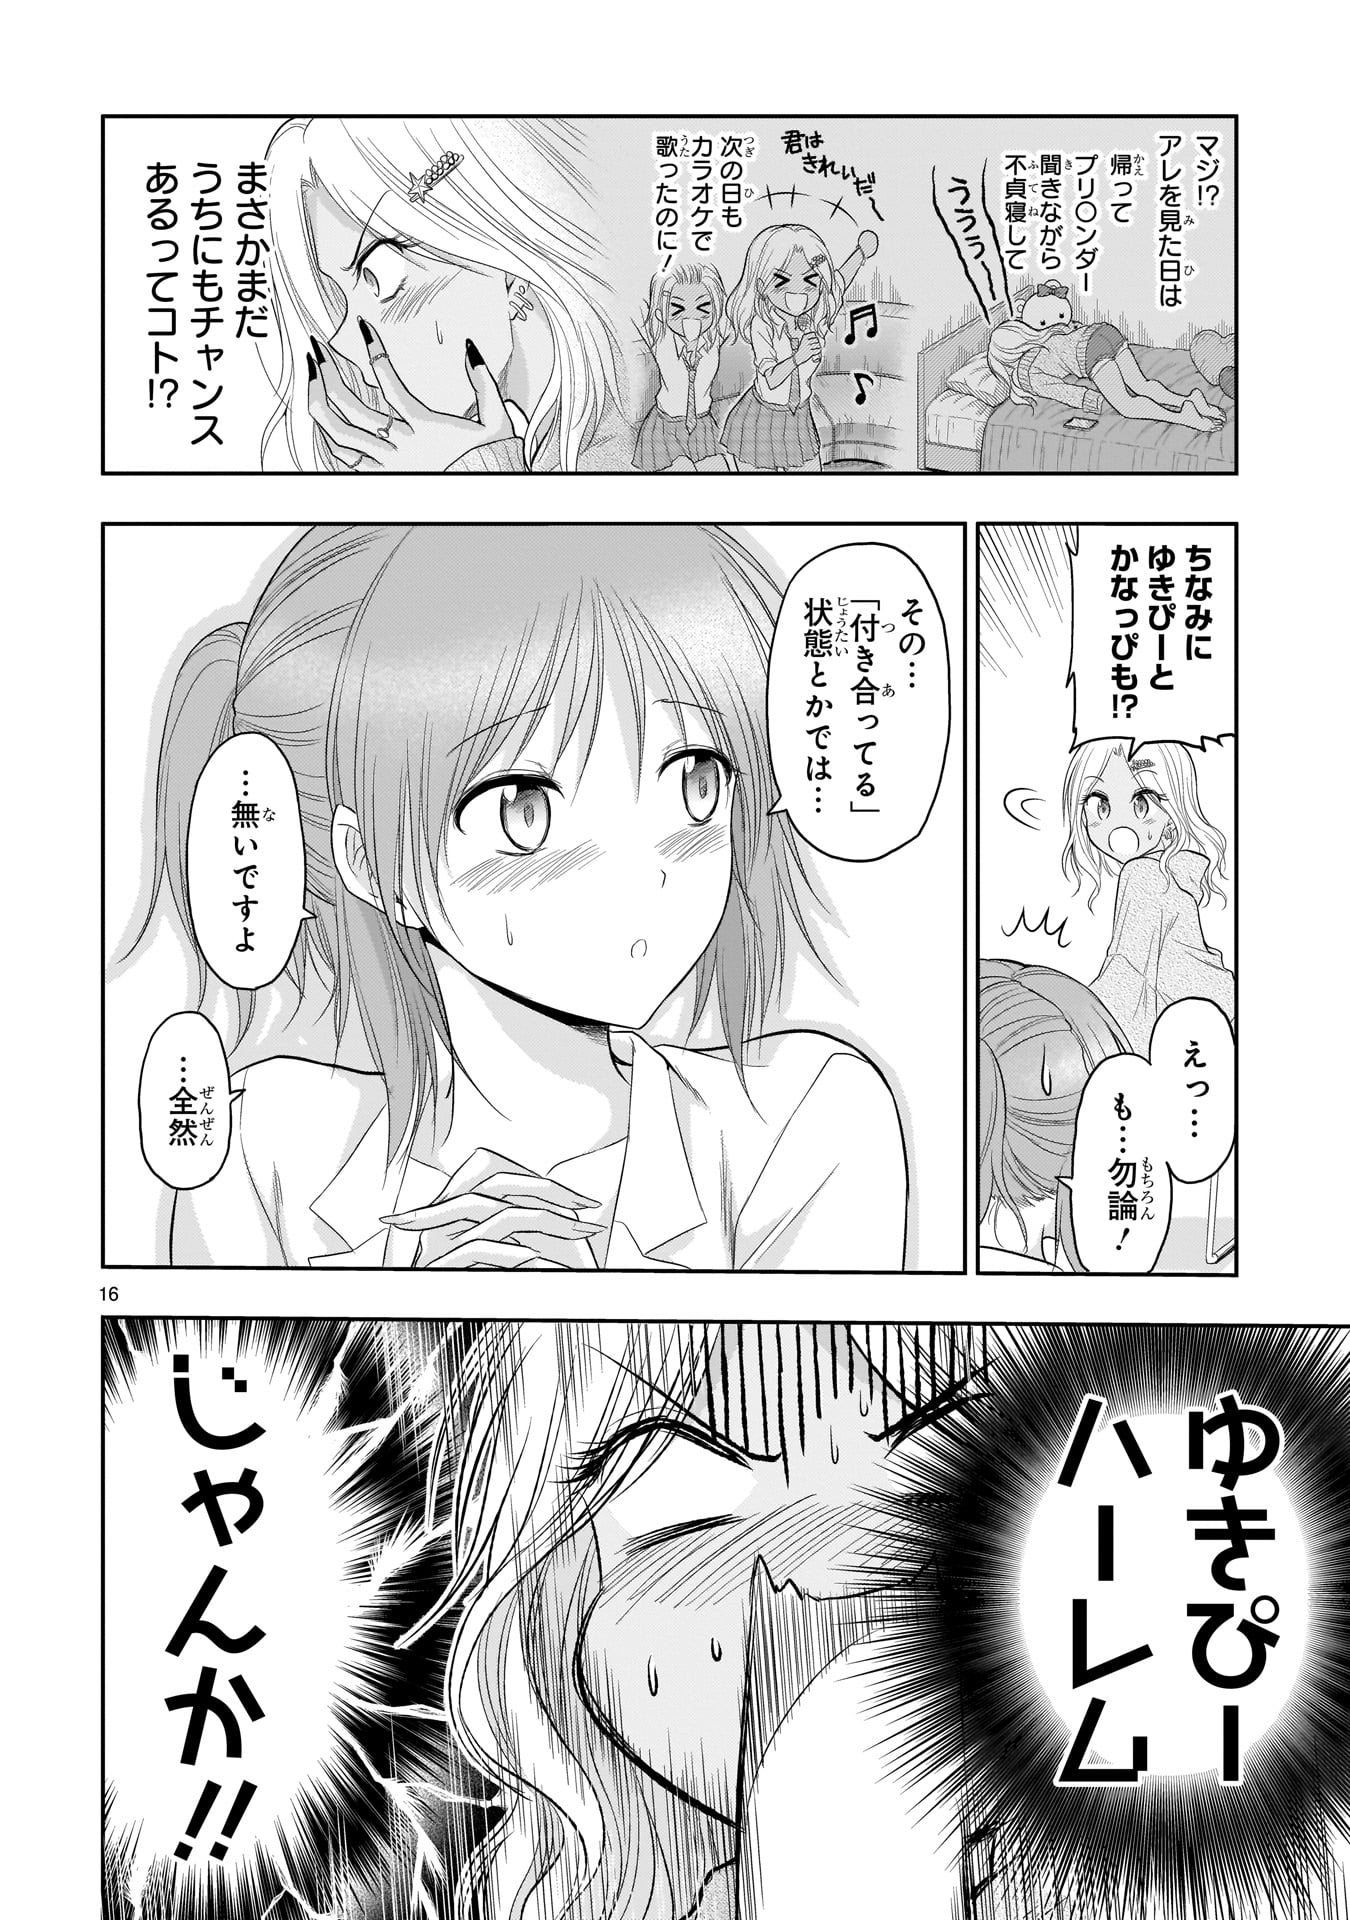 マジ!?
アレを見た日は
帰って
プリ〇ンダー
聞きながら
不貞寝して
ううう〜
君は
きれいだ〜
次の日も
カラオケで
歌ったのに!
まさかまだ
うちにもチャンス
あるってコト!?
ちなみに
ゆきぴーと
かなっぴも!?
えっ…
も…勿論!
その…
「付き合ってる」
状態とかでは…
…無いですよ
…全然
16
ゆきぴー
ハーレム
じゃんか!!